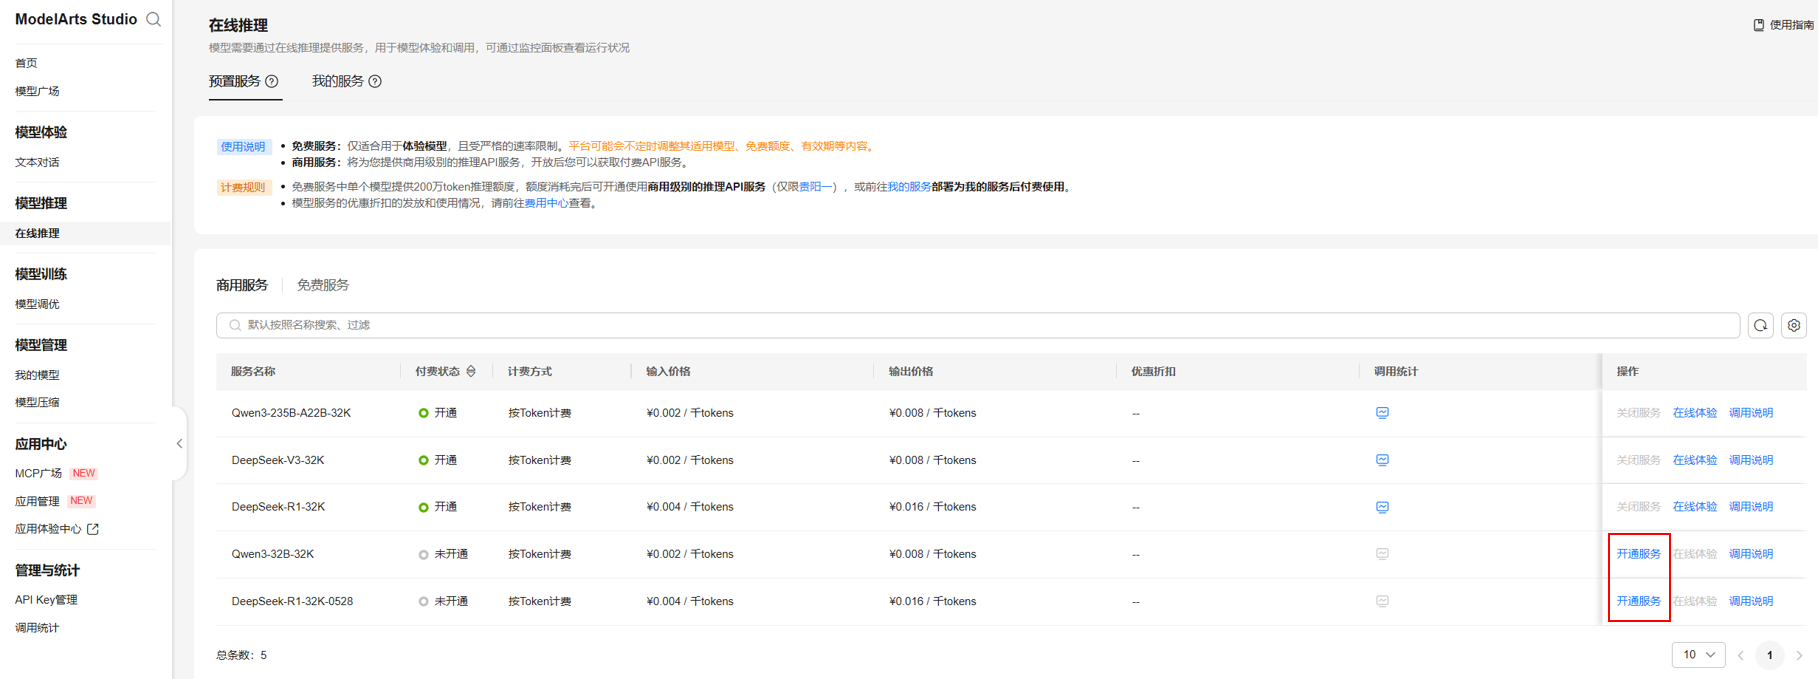 ModelArts Studio
首页
模型广场
模型体验
文本对话
模型推理
在线推理
模型训练
模型调优
模型管理
我的模型
模型压缩
应用中心
MCP广场 NEW
应用管理 NEW
应用体验中心
管理与统计
API Key管理
调用统计
在线推理
使用指南
模型需要通过在线推理提供服务，用于模型体验和调用，可通过监控面板查看运行状况
预置服务 我的服务
使用说明 • 免费服务：仅适合用于体验模型，且受严格的速率限制。平台可能会不定时调整其适用模型、免费额度、有效期等内容。
• 商用服务：将为您提供商用级别的推理API服务，开放后您可以获取付费API服务。
计费规则 • 免费服务中单个模型提供200万token推理额度，额度消耗完后可开通使用商用级别的推理API服务（仅限贵阳一），或前往我的服务部署为我的服务后付费使用。
• 模型服务的优惠折扣的发放和使用情况，请前往费用中心查看。
商用服务 免费服务
默认按照名称搜索、过滤
服务名称 付费状态 计费方式 输入价格 输出价格 优惠折扣 调用统计 操作
Qwen3-235B-A22B-32K 开通 按Token计费 ¥0.002 / 千tokens ¥0.008 / 千tokens -- 关闭服务 在线体验 调用说明
DeepSeek-V3-32K 开通 按Token计费 ¥0.002 / 千tokens ¥0.008 / 千tokens -- 关闭服务 在线体验 调用说明
DeepSeek-R1-32K 开通 按Token计费 ¥0.004 / 千tokens ¥0.016 / 千tokens -- 关闭服务 在线体验 调用说明
Qwen3-32B-32K 未开通 按Token计费 ¥0.002 / 千tokens ¥0.008 / 千tokens -- 开通服务 在线体验 调用说明
DeepSeek-R1-32K-0528 未开通 按Token计费 ¥0.004 / 千tokens ¥0.016 / 千tokens -- 开通服务 在线体验 调用说明
总条数：5
10 1